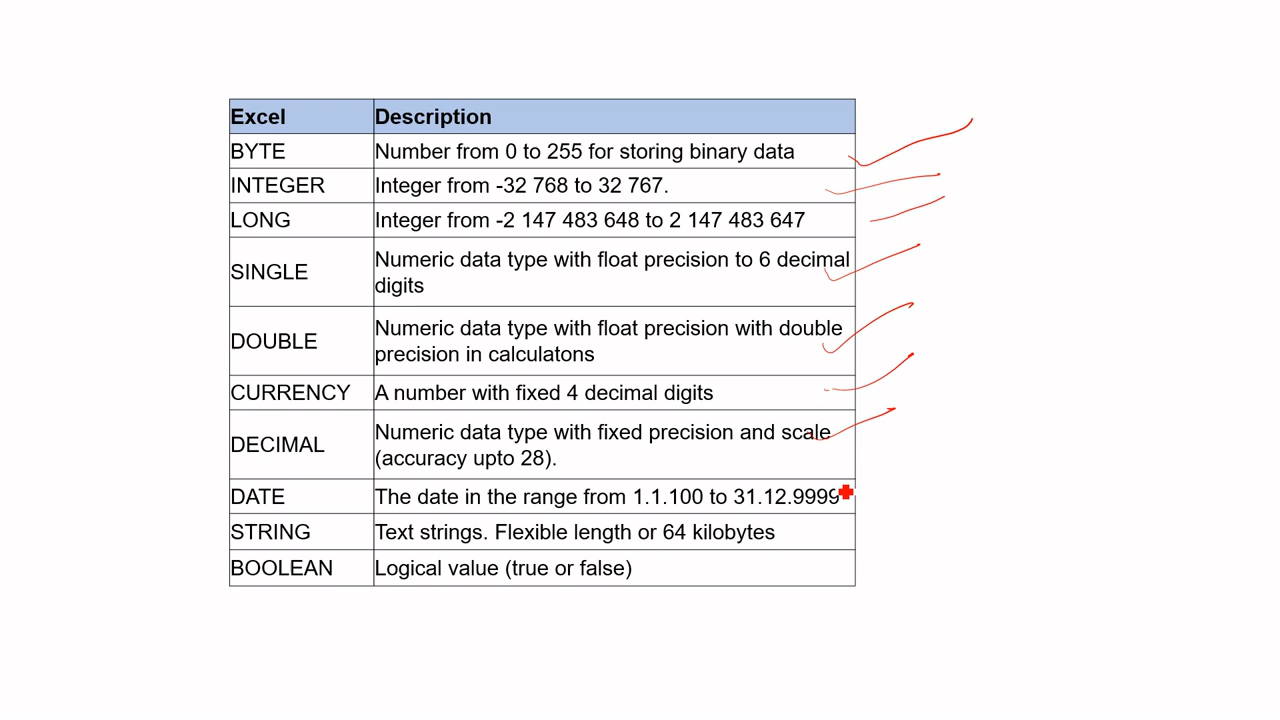 Excel Description
BYTE Number from 0 to 255 for storing binary data
INTEGER Integer from -32 768 to 32 767.
LONG Integer from -2 147 483 648 to 2 147 483 647
SINGLE Numeric data type with float precision to 6 decimal
digits
DOUBLE Numeric data type with float precision with double
precision in calculatons
CURRENCY A number with fixed 4 decimal digits
DECIMAL Numeric data type with fixed precision and scale
(accuracy upto 28).
DATE The date in the range from 1.1.100 to 31.12.9999
STRING Text strings. Flexible length or 64 kilobytes
BOOLEAN Logical value (true or false)